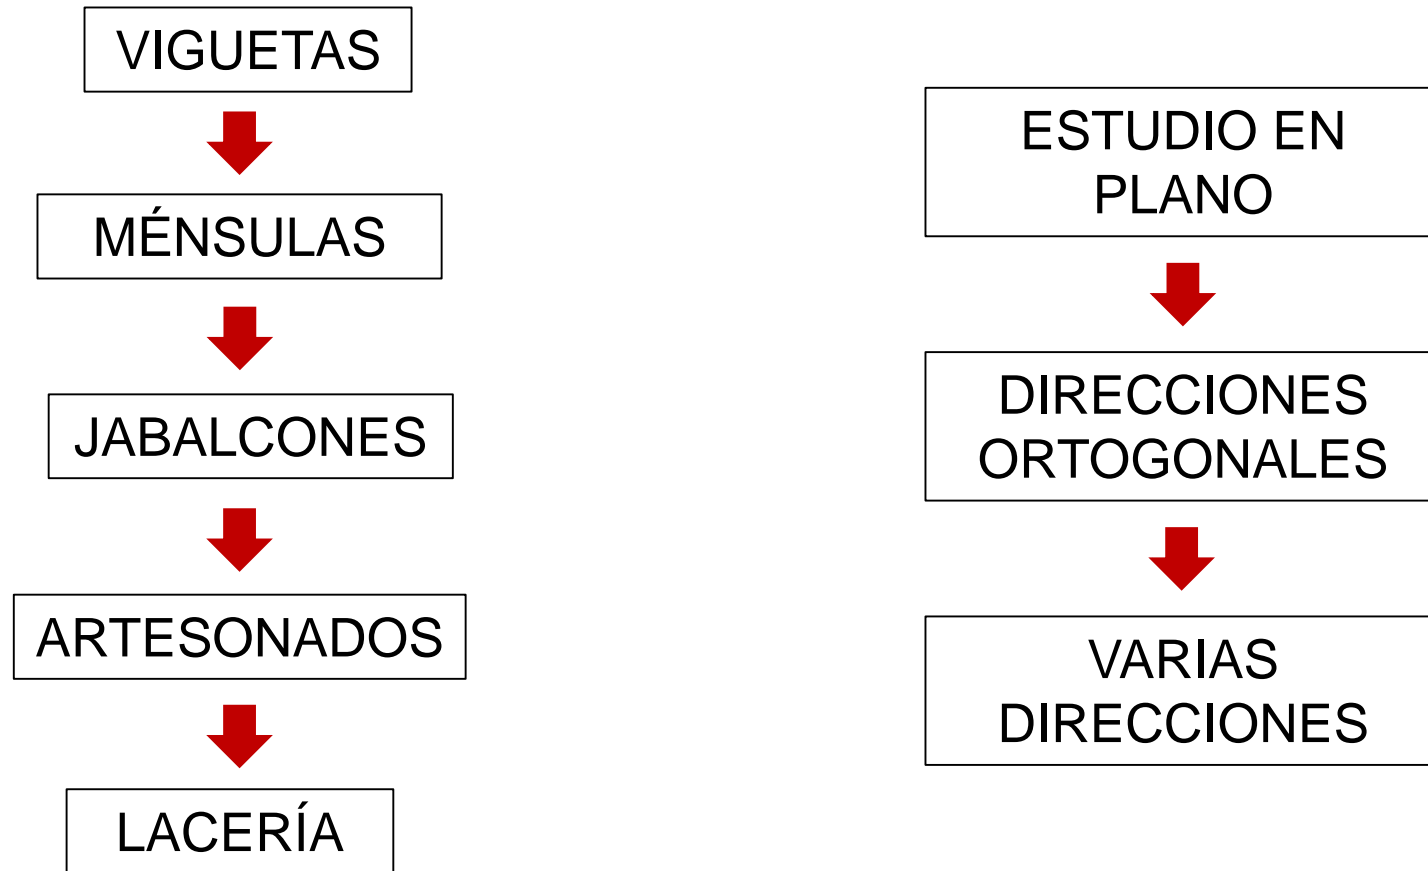 VIGUETAS
MÉNSULAS
JABALCONES
ARTESONADOS
LACERÍA
ESTUDIO EN
PLANO
DIRECCIONES
ORTOGONALES
VARIAS
DIRECCIONES